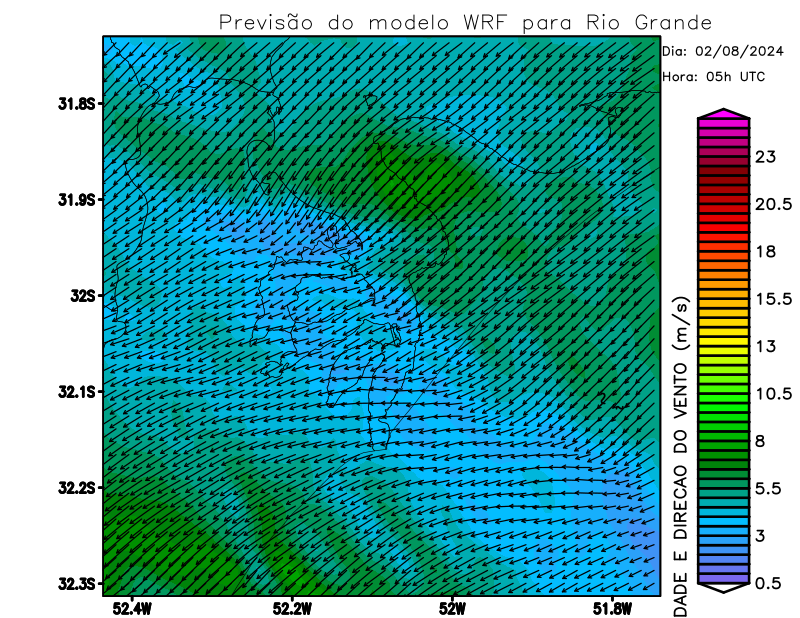 Previsão do modelo WRF para Rio Grande
Dia: 02/08/2024
Hora: 05h UTC
31.8S
31.9S
32S
32.1S
32.2S
32.3S
52.4W
52.2W
52W
51.8W
23
20.5
18
15.5
13
10.5
8
5.5
3
0.5
DADE E DIRECAO DO VENTO (m/s)